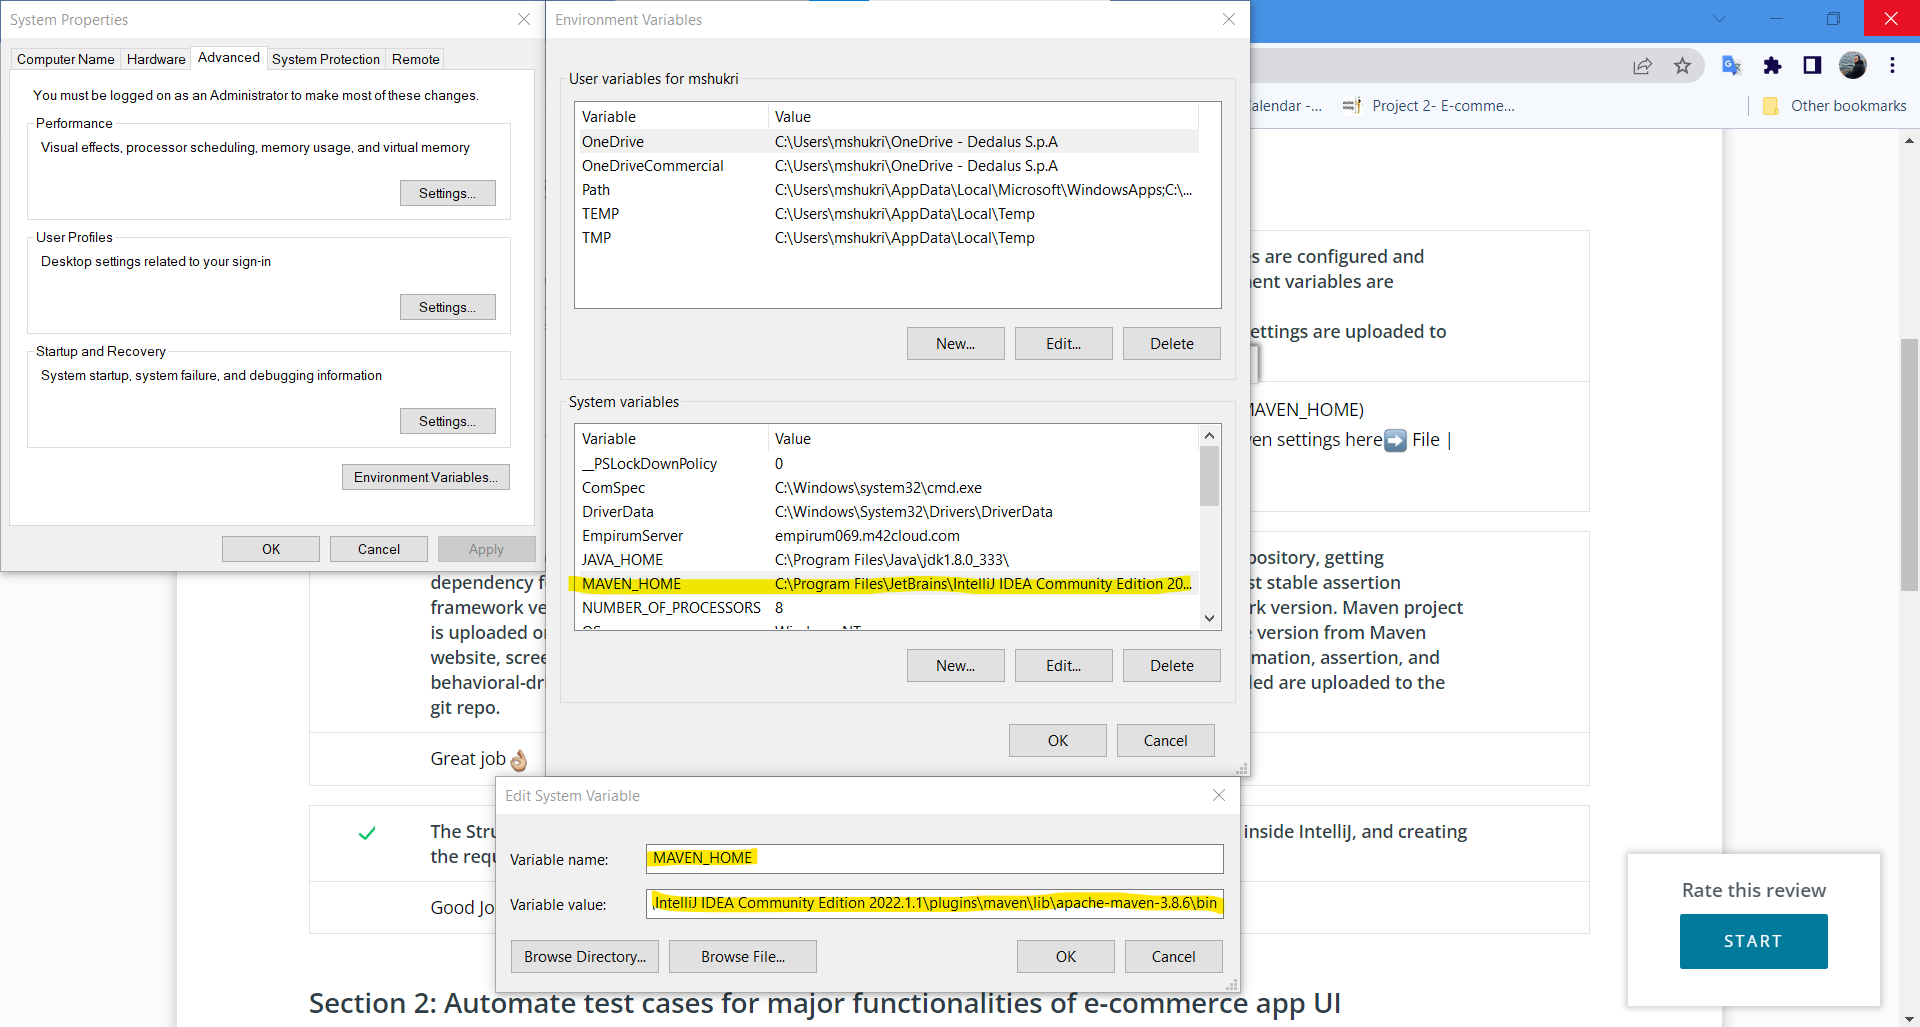 System Properties
Computer Name
Hardware
Advanced
System Protection
Remote
You must be logged on as an Administrator to make most of these changes.
Performance
Visual effects, processor scheduling, memory usage, and virtual memory
Settings...
User Profiles
Desktop settings related to your sign-in
Settings...
Startup and Recovery
System startup, system failure, and debugging information
Settings...
Environment Variables...
OK
Cancel
Apply
Environment Variables
User variables for mshukri
Variable Value
OneDrive C:\Users\mshukri\OneDrive - Dedalus S.p.A
OneDriveCommercial C:\Users\mshukri\OneDrive - Dedalus S.p.A
Path C:\Users\mshukri\AppData\Local\Microsoft\WindowsApps;C:\...
TEMP C:\Users\mshukri\AppData\Local\Temp
TMP C:\Users\mshukri\AppData\Local\Temp
New...
Edit...
Delete
System variables
Variable Value
__PSLockDownPolicy 0
ComSpec C:\Windows\system32\cmd.exe
DriverData C:\Windows\System32\Drivers\DriverData
EmpirumServer empirum069.m42cloud.com
JAVA_HOME C:\Program Files\Java\jdk1.8.0_333\
MAVEN_HOME C:\Program Files\JetBrains\IntelliJ IDEA Community Edition 20...
NUMBER_OF_PROCESSORS 8
New...
Edit...
Delete
OK
Cancel
Edit System Variable
Variable name: MAVEN_HOME
Variable value: \IntelliJ IDEA Community Edition 2022.1.1\plugins\maven\lib\apache-maven-3.8.6\bin
Browse Directory...
Browse File...
OK
Cancel
alendar -...
Project 2- E-comme...
Other bookmarks
s are configured and
ent variables are
ettings are uploaded to
MAVEN_HOME)
en settings here➡ File |
dependency f
framework ve
is uploaded o
website, scree
behavioral-dr
git repo.
ository, getting
st stable assertion
rk version. Maven project
version from Maven
mation, assertion, and
ed are uploaded to the
Great job👌
The Stru
the requ
inside IntelliJ, and creating
Good Jo
Rate this review
START
Section 2: Automate test cases for major functionalities of e-commerce app UI